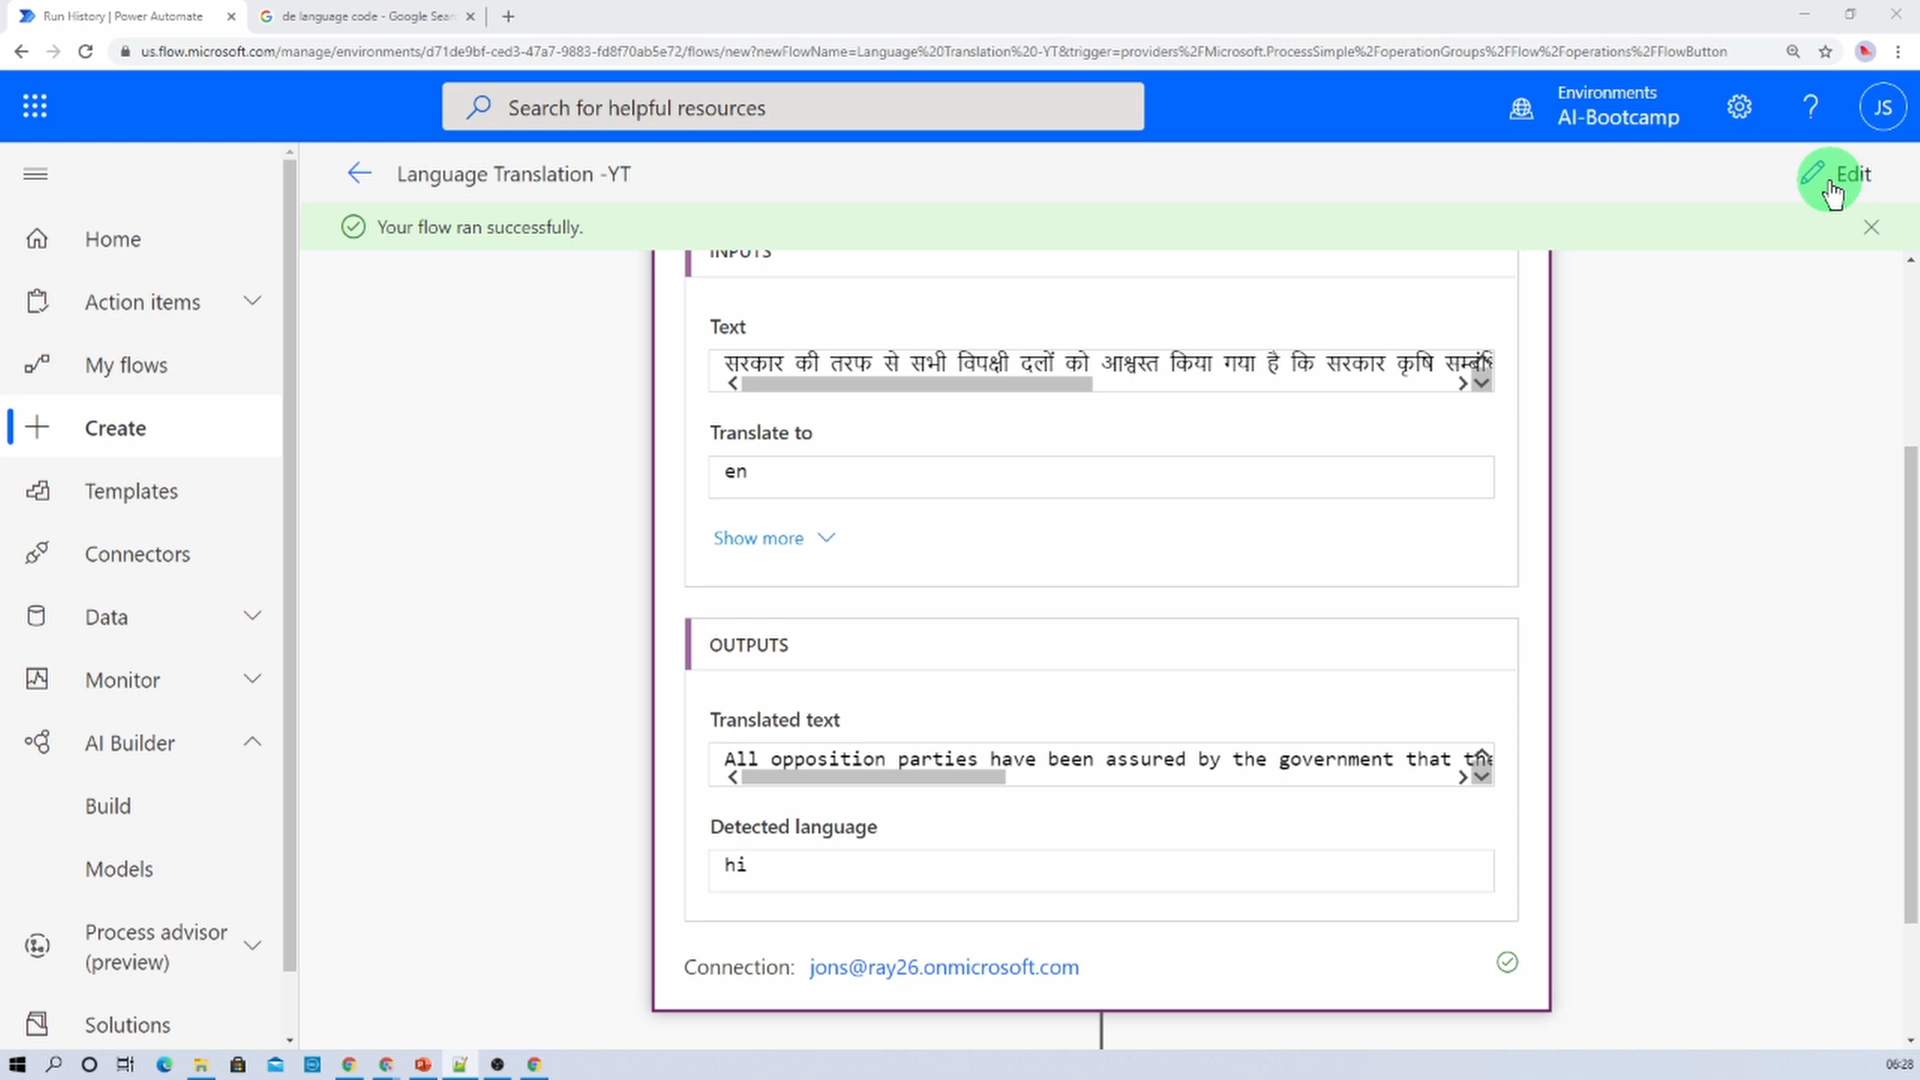 Run History | Power Automate
de language code - Google Sear
us.flow.microsoft.com/manage/environments/d71de9bf-ced3-47a7-9883-fd8f70ab5e72/flows/new?newFlowName=Language%20Translation%20-YT&trigger=providers%2FMicrosoft.ProcessSimple%2FoperationGroups%2FFlow%2Foperations%2FFlowButton
Search for helpful resources
Environments
AI-Bootcamp
JS
Language Translation -YT
Edit
Your flow ran successfully.
Home
Action items
My flows
Create
Templates
Connectors
Data
Monitor
AI Builder
Build
Models
Process advisor
(preview)
Solutions
INPUTS
Text
सरकार की तरफ से सभी विपक्षी दलों को आश्वस्त किया गया है कि सरकार कृषि
Translate to
en
Show more
OUTPUTS
Translated text
All opposition parties have been assured by the government that the
Detected language
hi
Connection: jons@ray26.onmicrosoft.com
06:28